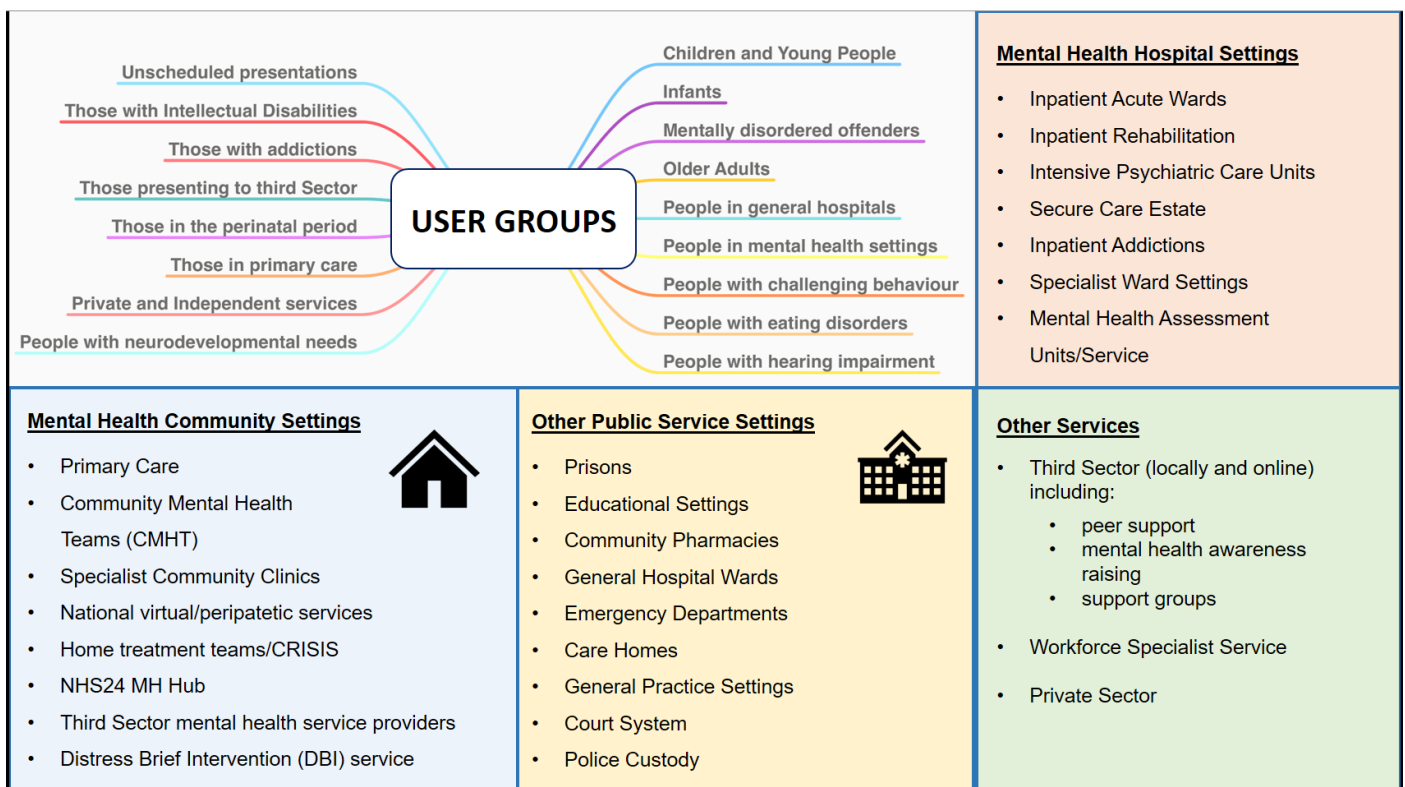 Unscheduled presentations
Those with Intellectual Disabilities
Those with addictions
Those presenting to third Sector
Those in the perinatal period
Those in primary care
Private and Independent services
People with neurodevelopmental needs
USER GROUPS
Children and Young People
Infants
Mentally disordered offenders
Older Adults
People in general hospitals
People in mental health settings
People with challenging behaviour
People with eating disorders
People with hearing impairment
Mental Health Hospital Settings
• Inpatient Acute Wards
• Inpatient Rehabilitation
• Intensive Psychiatric Care Units
• Secure Care Estate
• Inpatient Addictions
• Specialist Ward Settings
• Mental Health Assessment
Units/Service
Mental Health Community Settings
• Primary Care
• Community Mental Health
Teams (CMHT)
• Specialist Community Clinics
• National virtual/peripatetic services
• Home treatment teams/CRISIS
• NHS24 MH Hub
• Third Sector mental health service providers
• Distress Brief Intervention (DBI) service
Other Public Service Settings
• Prisons
• Educational Settings
• Community Pharmacies
• General Hospital Wards
• Emergency Departments
• Care Homes
• General Practice Settings
• Court System
• Police Custody
Other Services
• Third Sector (locally and online)
including:
• peer support
• mental health awareness
raising
• support groups
• Workforce Specialist Service
• Private Sector